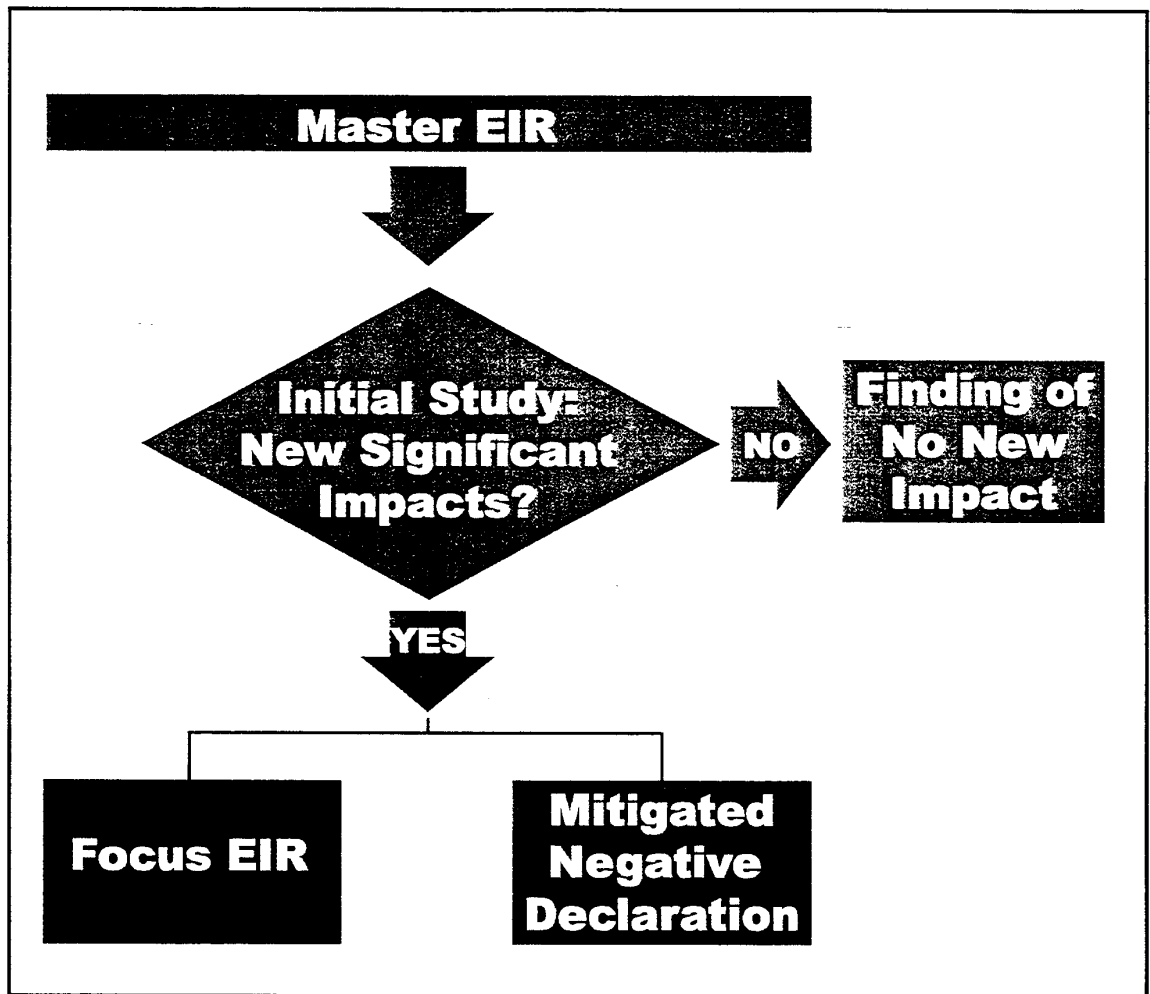 Master EIR
Initial Study:
New Significant
Impacts?
NO
Finding of
No New
Impact
YES
Focus EIR
Mitigated
Negative
Declaration